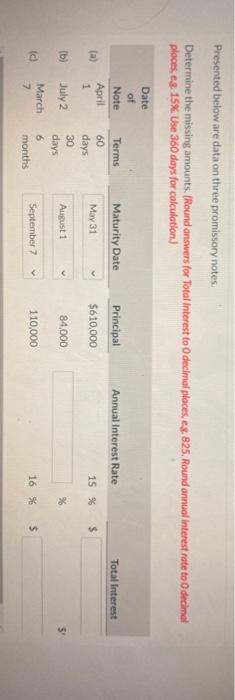 Presented below are data on three promissory notes.
Determine the missing amounts. (Round answers for Total Interest to 0 decimal places, e.g. 825. Round annual interest rate to 0 decimal
places, e.g. 15%. Use 360 days for calculation.)
Date of Note Terms Maturity Date Principal Annual Interest Rate Total Interest
(a) April 1 60 days May 31 $610,000 15 % $
(b) July 2 30 days August 1 84,000 % $
(c) March 7 6 months September 7 110,000 16 % $